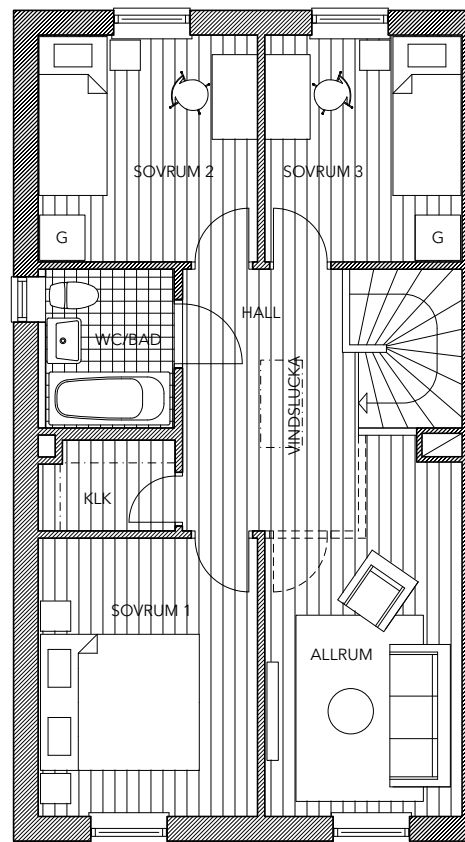 SOVRUM 2
SOVRUM 3
G
G
HALL
WC/BAD
VINDSLUCKA
KLK
SOVRUM 1
ALLRUM